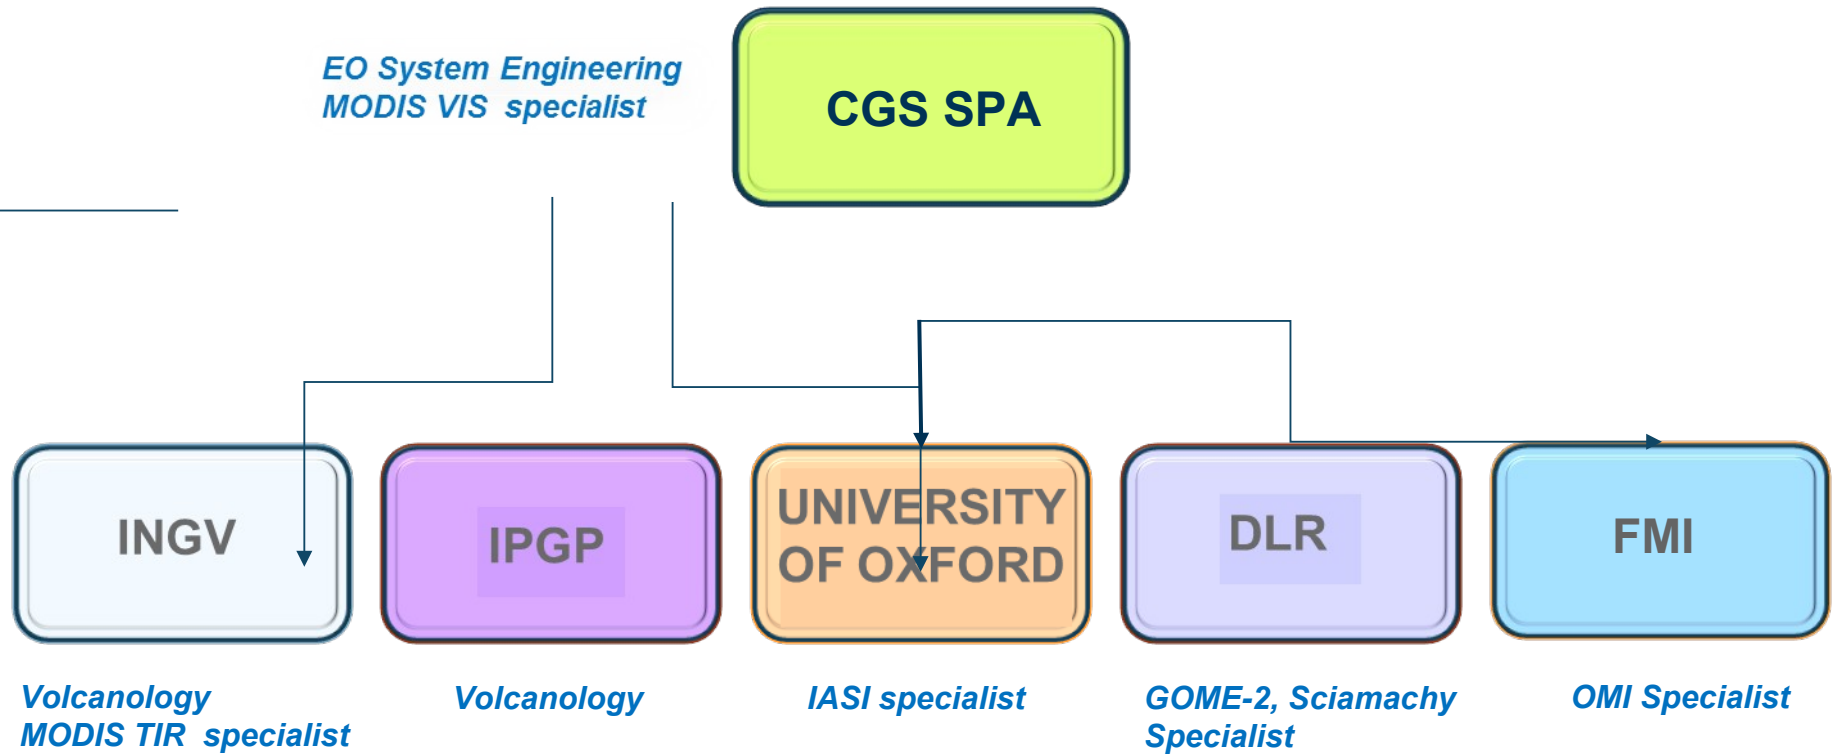 EO System Engineering
MODIS VIS specialist
CGS SPA
INGV
IPGP
UNIVERSITY
OF OXFORD
DLR
FMI
Volcanology
MODIS TIR specialist
Volcanology
IASI specialist
GOME-2, Sciamachy
Specialist
OMI Specialist